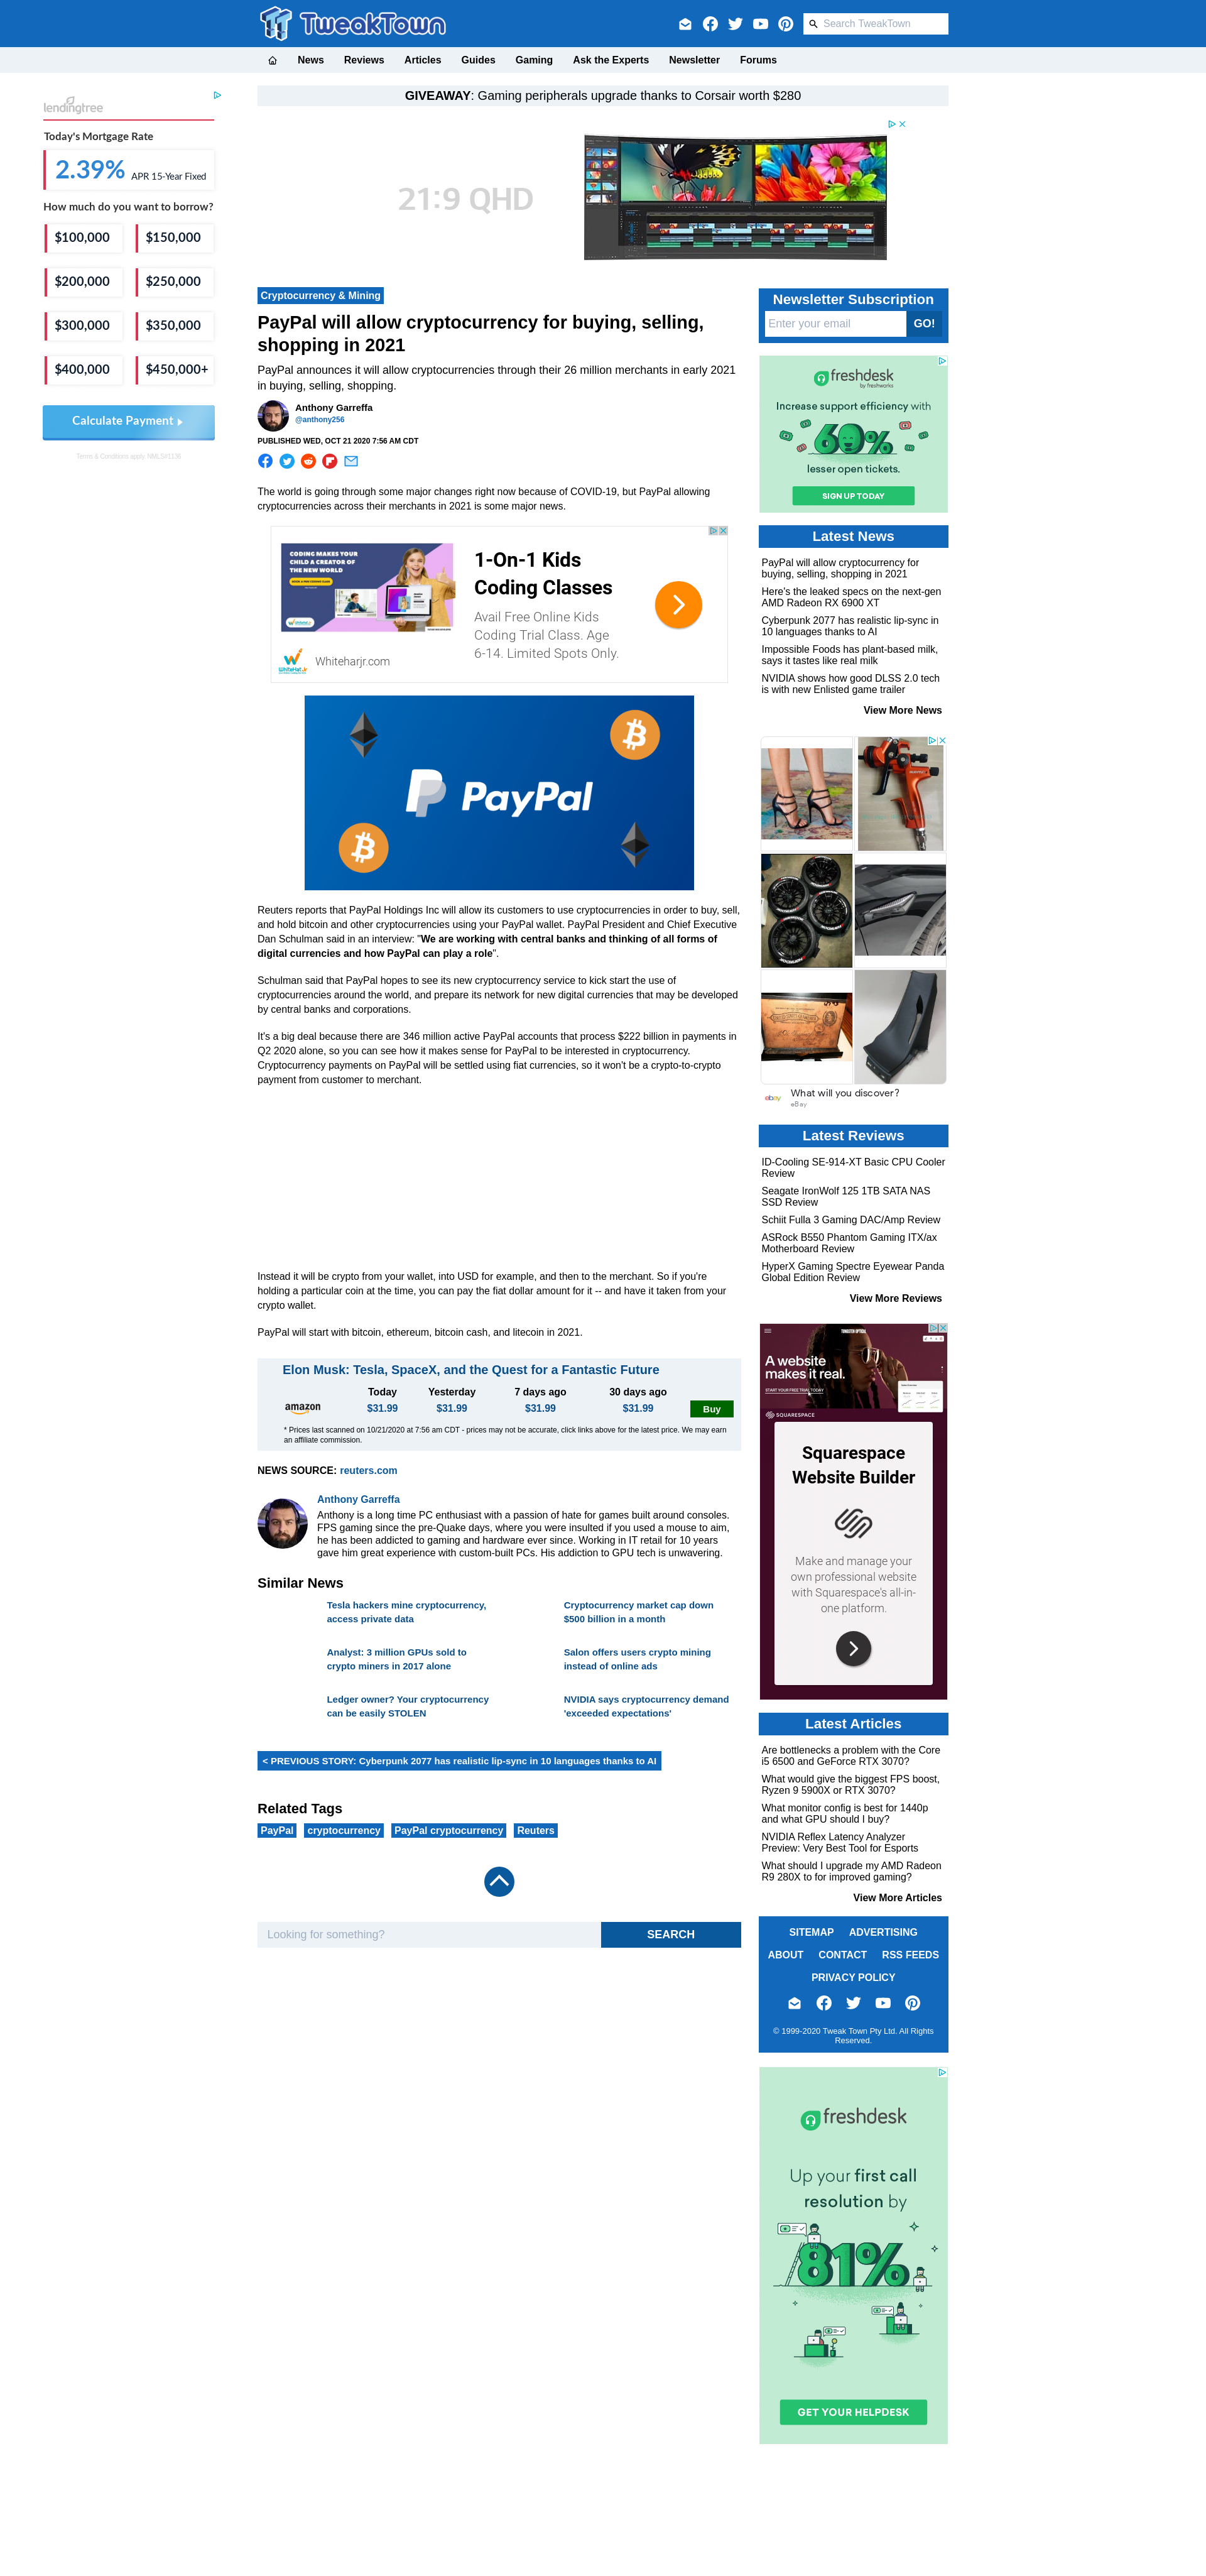 TweakTown
Search TweakTown
News Reviews Articles Guides Gaming Ask the Experts Newsletter Forums
GIVEAWAY: Gaming peripherals upgrade thanks to Corsair worth $280
lendingtree
Today's Mortgage Rate
2.39% APR 15-Year Fixed
How much do you want to borrow?
$100,000 $150,000
$200,000 $250,000
$300,000 $350,000
$400,000 $450,000+
Calculate Payment
Terms & Conditions apply. NMLS#1136
21:9 QHD
Cryptocurrency & Mining
PayPal will allow cryptocurrency for buying, selling,
shopping in 2021
PayPal announces it will allow cryptocurrencies through their 26 million merchants in early 2021
in buying, selling, shopping.
Anthony Garreffa
@anthony256
PUBLISHED WED, OCT 21 2020 7:56 AM CDT
The world is going through some major changes right now because of COVID-19, but PayPal allowing
cryptocurrencies across their merchants in 2021 is some major news.
CODING MAKES YOUR
CHILD A CREATOR OF
THE NEW WORLD
WhiteHat Jr
1-On-1 Kids
Coding Classes
Avail Free Online Kids
Coding Trial Class. Age
6-14. Limited Spots Only.
Whiteharjr.com
PayPal
Reuters reports that PayPal Holdings Inc will allow its customers to use cryptocurrencies in order to buy, sell,
and hold bitcoin and other cryptocurrencies using your PayPal wallet. PayPal President and Chief Executive
Dan Schulman said in an interview: "We are working with central banks and thinking of all forms of
digital currencies and how PayPal can play a role".
Schulman said that PayPal hopes to see its new cryptocurrency service to kick start the use of
cryptocurrencies around the world, and prepare its network for new digital currencies that may be developed
by central banks and corporations.
It's a big deal because there are 346 million active PayPal accounts that process $222 billion in payments in
Q2 2020 alone, so you can see how it makes sense for PayPal to be interested in cryptocurrency.
Cryptocurrency payments on PayPal will be settled using fiat currencies, so it won't be a crypto-to-crypto
payment from customer to merchant.
Instead it will be crypto from your wallet, into USD for example, and then to the merchant. So if you're
holding a particular coin at the time, you can pay the fiat dollar amount for it -- and have it taken from your
crypto wallet.
PayPal will start with bitcoin, ethereum, bitcoin cash, and litecoin in 2021.
Elon Musk: Tesla, SpaceX, and the Quest for a Fantastic Future
Today Yesterday 7 days ago 30 days ago
amazon $31.99 $31.99 $31.99 $31.99 Buy
* Prices last scanned on 10/21/2020 at 7:56 am CDT - prices may not be accurate, click links above for the latest price. We may earn
an affiliate commission.
NEWS SOURCE: reuters.com
Anthony Garreffa
Anthony is a long time PC enthusiast with a passion of hate for games built around consoles.
FPS gaming since the pre-Quake days, where you were insulted if you used a mouse to aim,
he has been addicted to gaming and hardware ever since. Working in IT retail for 10 years
gave him great experience with custom-built PCs. His addiction to GPU tech is unwavering.
Similar News
Tesla hackers mine cryptocurrency,
access private data
Cryptocurrency market cap down
$500 billion in a month
Analyst: 3 million GPUs sold to
crypto miners in 2017 alone
Salon offers users crypto mining
instead of online ads
Ledger owner? Your cryptocurrency
can be easily STOLEN
NVIDIA says cryptocurrency demand
'exceeded expectations'
< PREVIOUS STORY: Cyberpunk 2077 has realistic lip-sync in 10 languages thanks to AI
Related Tags
PayPal cryptocurrency PayPal cryptocurrency Reuters
Looking for something? SEARCH
Newsletter Subscription
Enter your email GO!
freshdesk
by freshworks
Increase support efficiency with
60%
lesser open tickets.
SIGN UP TODAY
Latest News
PayPal will allow cryptocurrency for
buying, selling, shopping in 2021
Here's the leaked specs on the next-gen
AMD Radeon RX 6900 XT
Cyberpunk 2077 has realistic lip-sync in
10 languages thanks to AI
Impossible Foods has plant-based milk,
says it tastes like real milk
NVIDIA shows how good DLSS 2.0 tech
is with new Enlisted game trailer
View More News
ebay
What will you discover?
eBay
Latest Reviews
ID-Cooling SE-914-XT Basic CPU Cooler
Review
Seagate IronWolf 125 1TB SATA NAS
SSD Review
Schiit Fulla 3 Gaming DAC/Amp Review
ASRock B550 Phantom Gaming ITX/ax
Motherboard Review
HyperX Gaming Spectre Eyewear Panda
Global Edition Review
View More Reviews
A website
makes it real.
START YOUR FREE TRIAL TODAY
SQUARESPACE
Squarespace
Website Builder
Make and manage your
own professional website
with Squarespace's all-in-
one platform.
Latest Articles
Are bottlenecks a problem with the Core
i5 6500 and GeForce RTX 3070?
What would give the biggest FPS boost,
Ryzen 9 5900X or RTX 3070?
What monitor config is best for 1440p
and what GPU should I buy?
NVIDIA Reflex Latency Analyzer
Preview: Very Best Tool for Esports
What should I upgrade my AMD Radeon
R9 280X to for improved gaming?
View More Articles
SITEMAP ADVERTISING
ABOUT CONTACT RSS FEEDS
PRIVACY POLICY
© 1999-2020 Tweak Town Pty Ltd. All Rights
Reserved.
freshdesk
Up your first call
resolution by
81%
GET YOUR HELPDESK